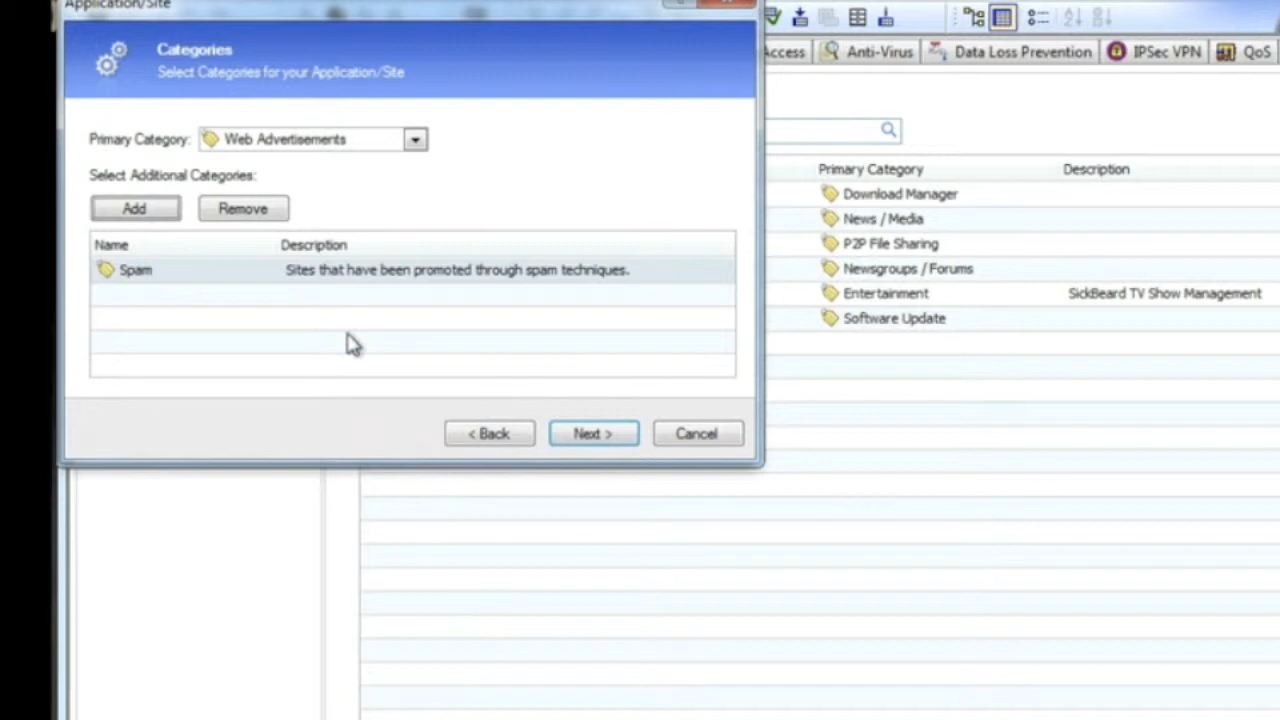 Application/Site
Categories
Select Categories for your Application/Site
Primary Category: Web Advertisements
Select Additional Categories:
Add Remove
Name Description
Spam Sites that have been promoted through spam techniques.
< Back Next > Cancel
Access Anti-Virus Data Loss Prevention IPSec VPN QoS
Primary Category Description
Download Manager
News / Media
P2P File Sharing
Newsgroups / Forums
Entertainment SickBeard TV Show Management
Software Update